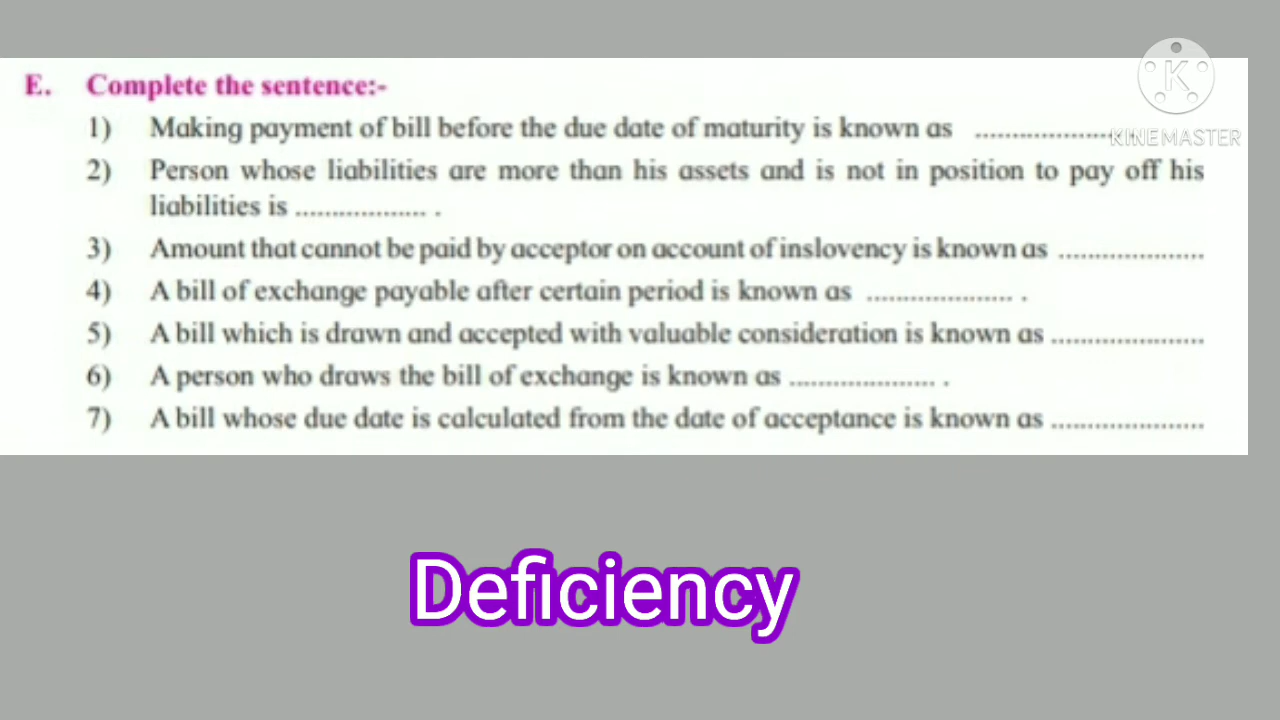 E. Complete the sentence:-
1) Making payment of bill before the due date of maturity is known as .....................
KINEMASTER
2) Person whose liabilities are more than his assets and is not in position to pay off his
liabilities is .................. .
3) Amount that cannot be paid by acceptor on account of inslovency is known as ....................
4) A bill of exchange payable after certain period is known as .................... .
5) A bill which is drawn and accepted with valuable consideration is known as .....................
6) A person who draws the bill of exchange is known as .................... .
7) A bill whose due date is calculated from the date of acceptance is known as .....................
Deficiency